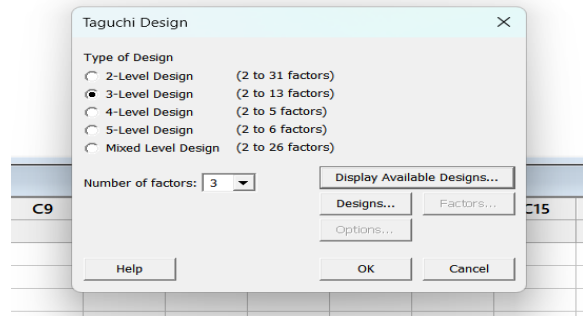 Taguchi Design
Type of Design
2-Level Design (2 to 31 factors)
3-Level Design (2 to 13 factors)
4-Level Design (2 to 5 factors)
5-Level Design (2 to 6 factors)
Mixed Level Design (2 to 26 factors)
Number of factors: 3 Display Available Designs...
C9 Designs... Factors... C15
Options...
Help OK Cancel